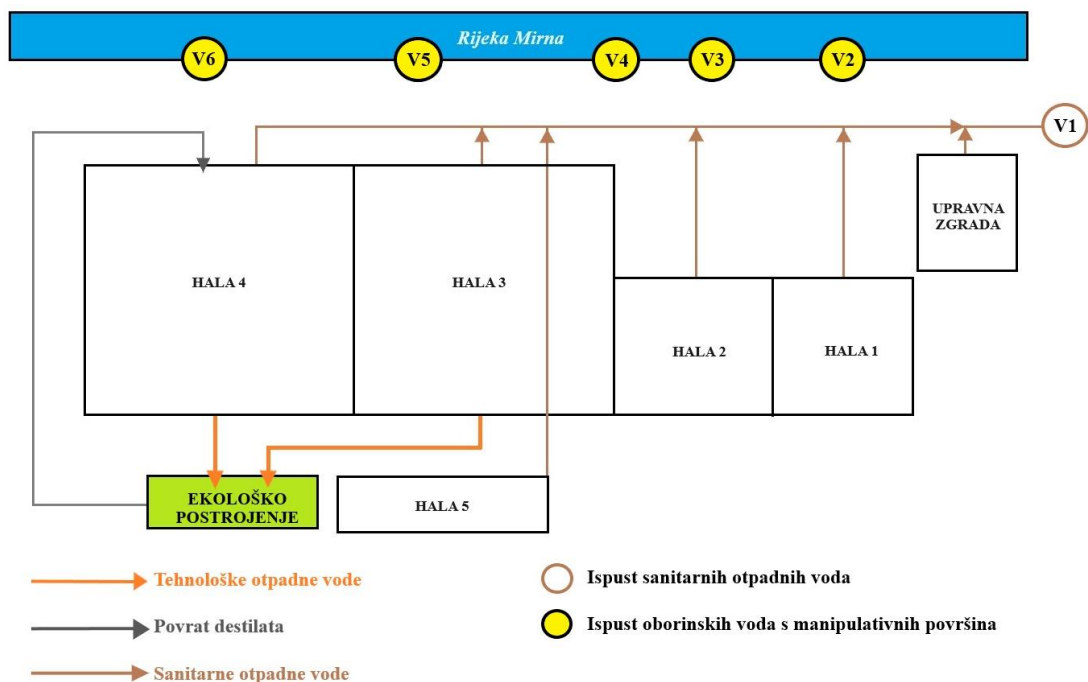 Rijeka Mirna
V6
V5
V4
V3
V2
V1
UPRAVNA
ZGRADA
HALA 4
HALA 3
HALA 2
HALA 1
EKOLOŠKO
POSTROJENJE
HALA 5
Tehnološke otpadne vode
Ispust sanitarnih otpadnih voda
Povrat destilata
Ispust oborinskih voda s manipulativnih površina
Sanitarne otpadne vode